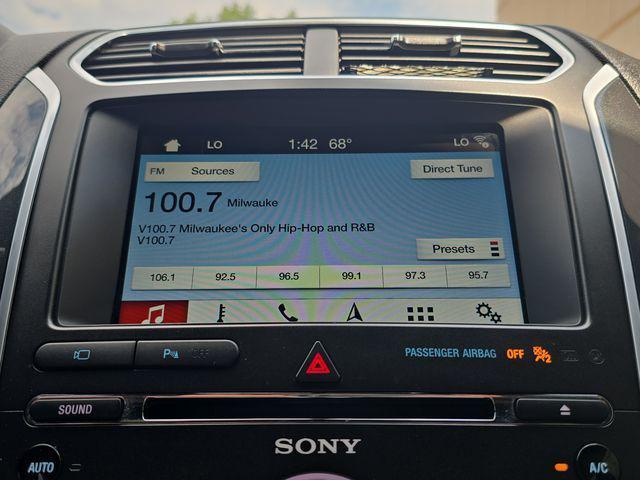 LO 1:42 68° LO
FM Sources Direct Tune
100.7 Milwauke
V100.7 Milwaukee's Only Hip-Hop and R&B
V100.7
Presets
106.1 92.5 96.5 99.1 97.3 95.7
P OFF PASSENGER AIRBAG OFF 2
SOUND
SONY
AUTO A/C